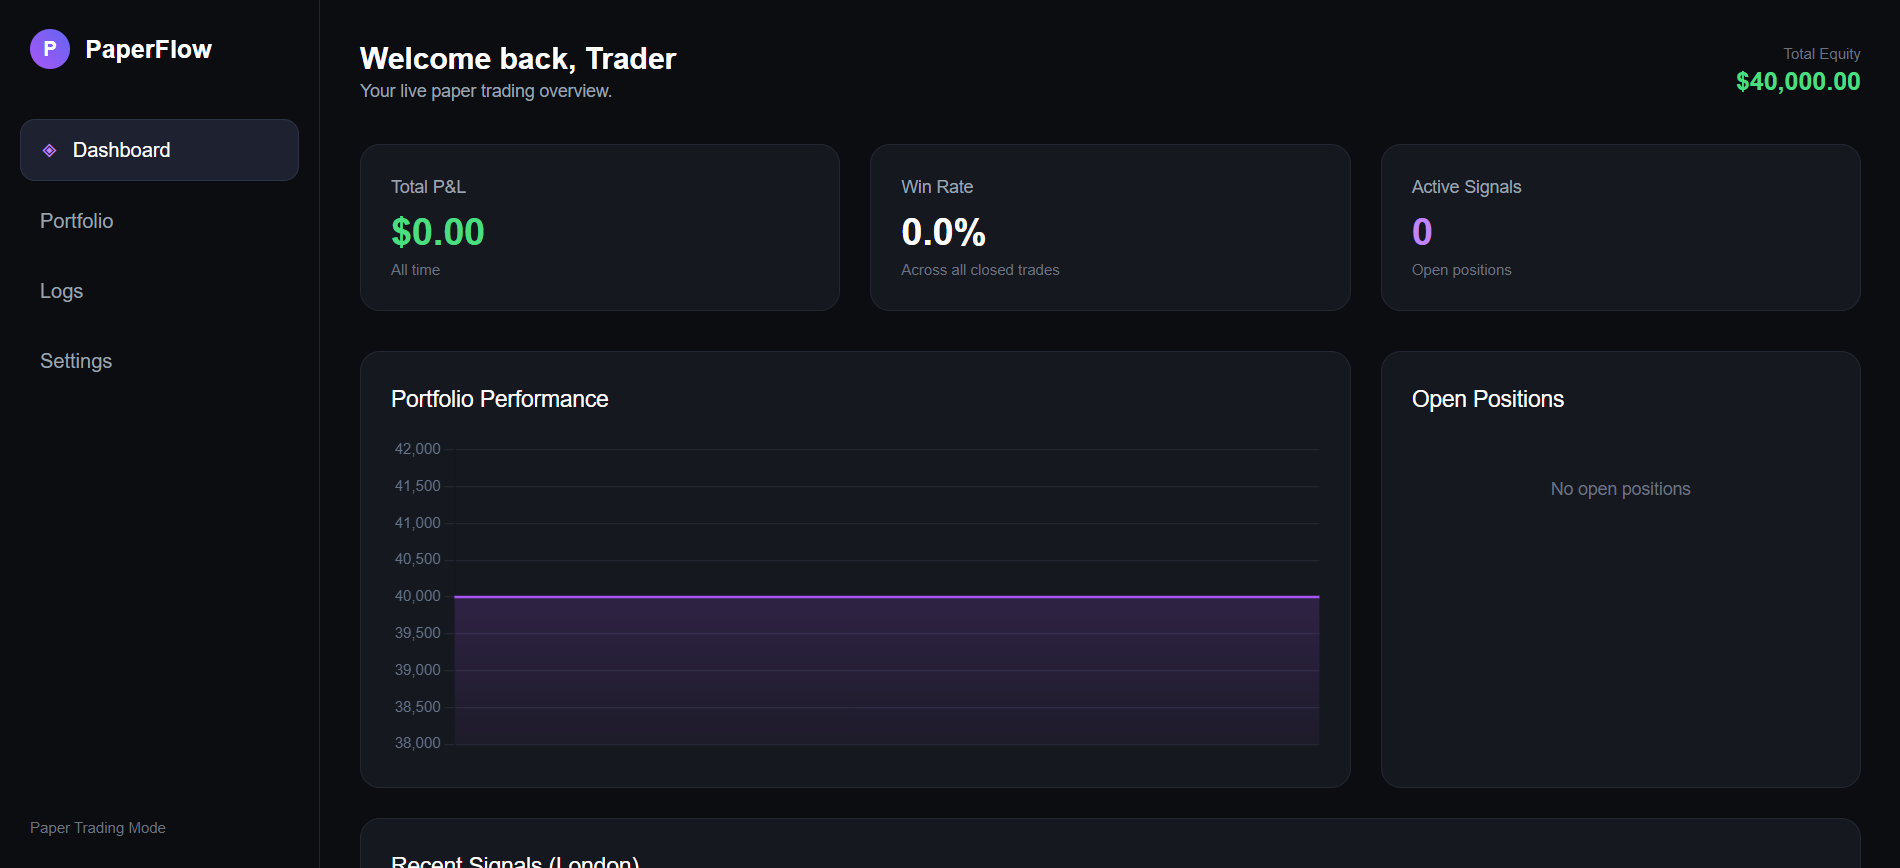 P PaperFlow
Dashboard
Portfolio
Logs
Settings
Paper Trading Mode
Welcome back, Trader
Your live paper trading overview.
Total Equity
$40,000.00
Total P&L
$0.00
All time
Win Rate
0.0%
Across all closed trades
Active Signals
0
Open positions
Portfolio Performance
42,000
41,500
41,000
40,500
40,000
39,500
39,000
38,500
38,000
Open Positions
No open positions
Recent Signals (London)